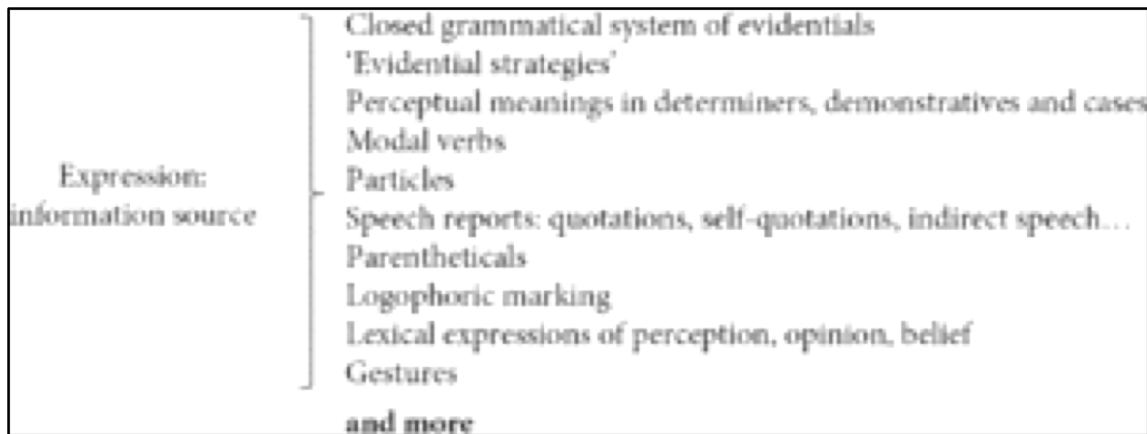 Closed grammatical system of evidentials
‘Evidential strategies’
Perceptual meanings in determiners, demonstratives and cases
Modal verbs
Expression:
information source
Particles
Speech reports: quotations, self-quotations, indirect speech…
Parentheticals
Logophoric marking
Lexical expressions of perception, opinion, belief
Gestures
and more